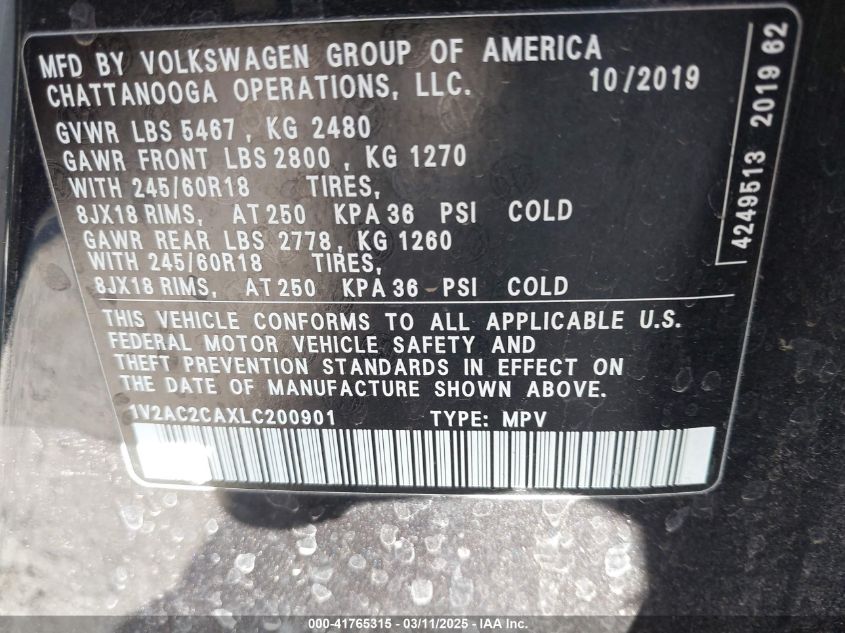 MFD BY VOLKSWAGEN GROUP OF AMERICA
CHATTANOOGA OPERATIONS, LLC. 10/2019
GVWR LBS 5467, KG 2480
GAWR FRONT LBS 2800, KG 1270
WITH 245/60R18 TIRES,
8JX18 RIMS, AT 250 KPA 36 PSI COLD
GAWR REAR LBS 2778, KG 1260
WITH 245/60R18 TIRES,
8JX18 RIMS, AT 250 KPA 36 PSI COLD
THIS VEHICLE CONFORMS TO ALL APPLICABLE U.S.
FEDERAL MOTOR VEHICLE SAFETY AND
THEFT PREVENTION STANDARDS IN EFFECT ON
THE DATE OF MANUFACTURE SHOWN ABOVE.
1V2AC2CAXLC200901 TYPE: MPV
4249513 2019 62
000-41765315 - 03/11/2025 - IAA Inc.